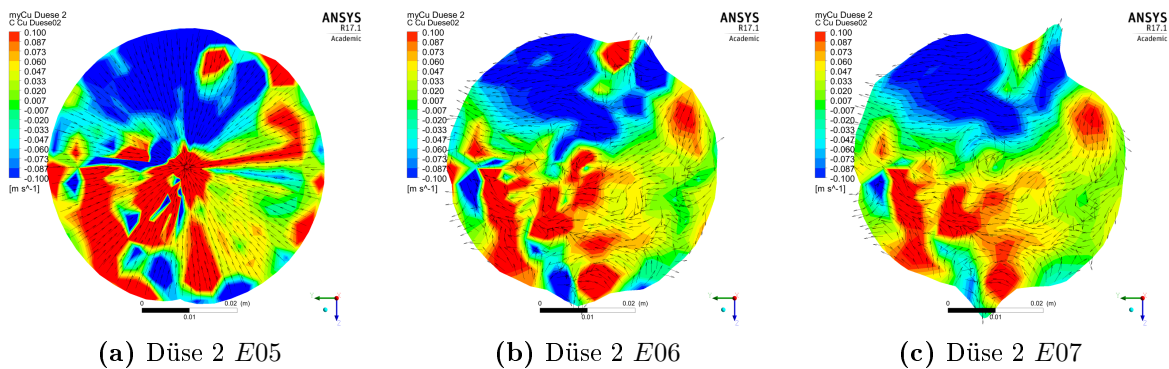 myCu Duese 2
C Cu Duese02
0.100
0.087
0.073
0.060
0.047
0.033
0.020
0.007
-0.007
-0.020
-0.033
-0.047
-0.060
-0.073
-0.087
-0.100
[m s^-1]
ANSYS
R17.1
Academic
0 0.02 (m)
0.01
Y
Z
(a) Düse 2 E05
myCu Duese 2
C Cu Duese02
0.100
0.087
0.073
0.060
0.047
0.033
0.020
0.007
-0.007
-0.020
-0.033
-0.047
-0.060
-0.073
-0.087
-0.100
[m s^-1]
ANSYS
R17.1
Academic
0 0.02 (m)
0.01
Y
Z
(b) Düse 2 E06
myCu Duese 2
C Cu Duese02
0.100
0.087
0.073
0.060
0.047
0.033
0.020
0.007
-0.007
-0.020
-0.033
-0.047
-0.060
-0.073
-0.087
-0.100
[m s^-1]
ANSYS
R17.1
Academic
0 0.02 (m)
0.01
Y
Z
(c) Düse 2 E07